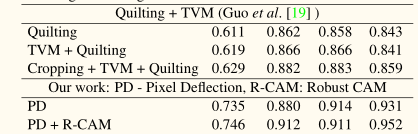 Quilting + TVM (Guo et al. [19] )
Quilting 0.611 0.862 0.858 0.843
TVM + Quilting 0.619 0.866 0.866 0.841
Cropping + TVM + Quilting 0.629 0.882 0.883 0.859
Our work: PD - Pixel Deflection, R-CAM: Robust CAM
PD 0.735 0.880 0.914 0.931
PD + R-CAM 0.746 0.912 0.911 0.952